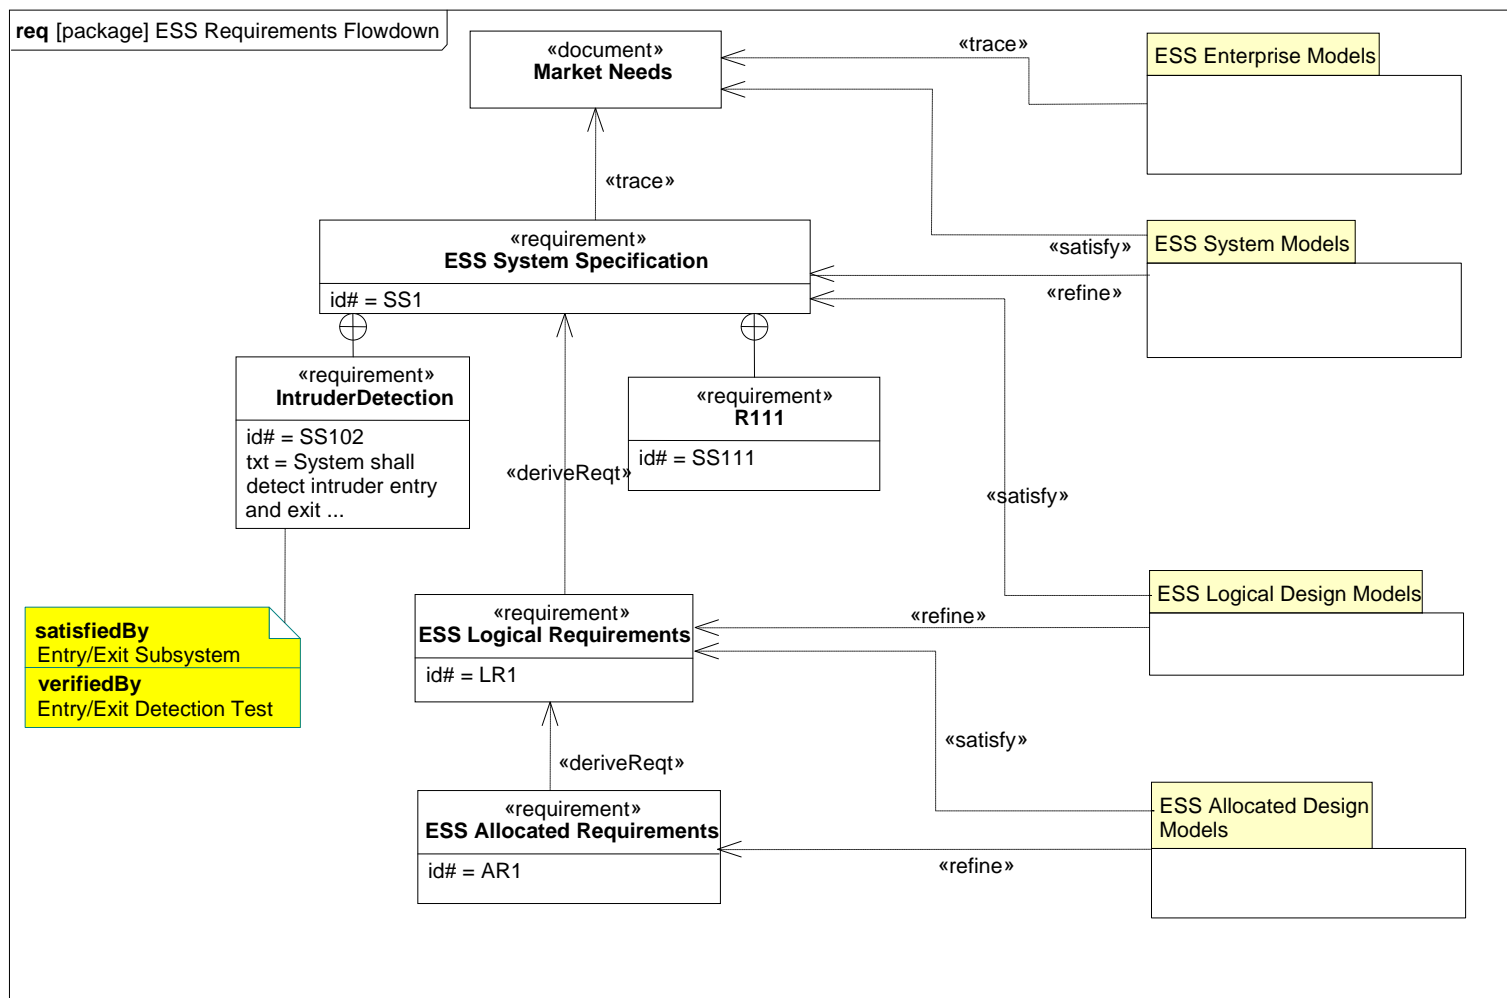 req [package] ESS Requirements Flowdown
«document»
Market Needs
«trace»
ESS Enterprise Models
«trace»
«requirement»
ESS System Specification
id# = SS1
«satisfy»
ESS System Models
«refine»
«requirement»
IntruderDetection
id# = SS102
txt = System shall
detect intruder entry
and exit ...
«requirement»
R111
id# = SS111
«deriveReqt»
«satisfy»
satisfiedBy
Entry/Exit Subsystem
verifiedBy
Entry/Exit Detection Test
«requirement»
ESS Logical Requirements
id# = LR1
«refine»
ESS Logical Design Models
«satisfy»
«deriveReqt»
«requirement»
ESS Allocated Requirements
id# = AR1
«refine»
ESS Allocated Design
Models